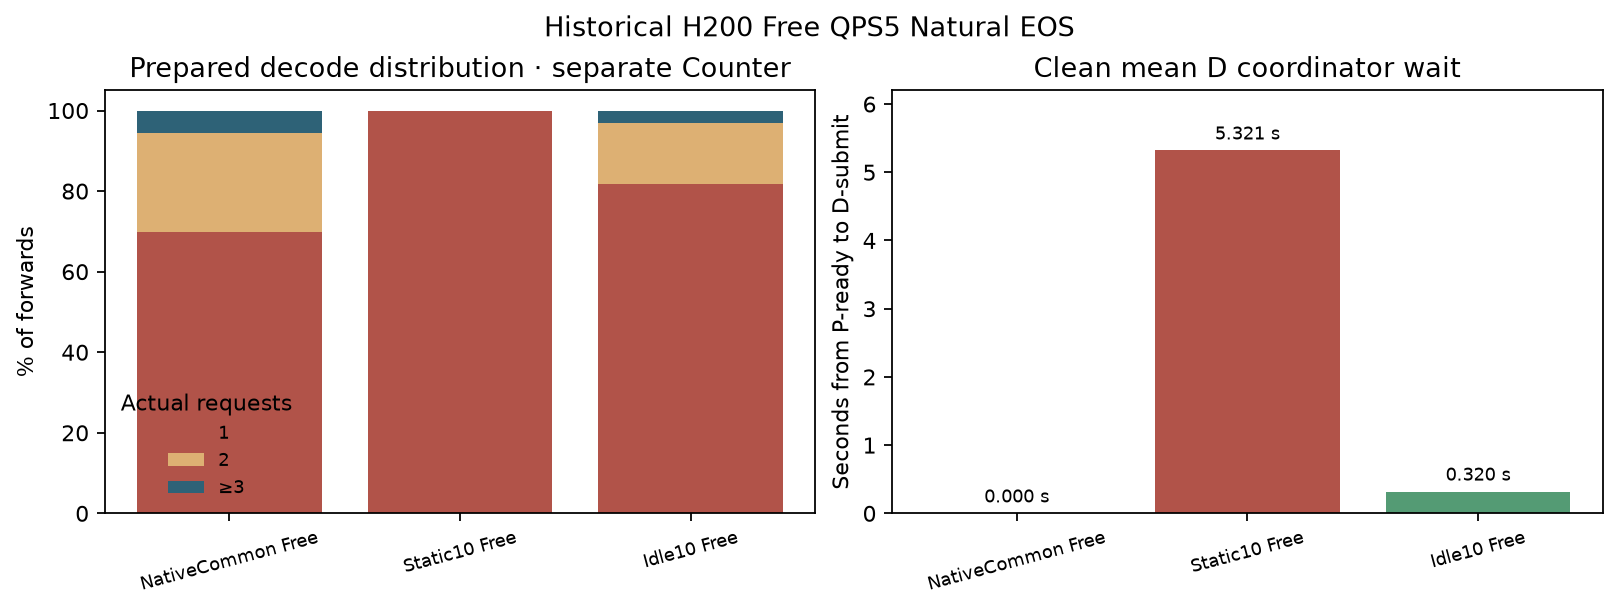 Historical H200 Free QPS5 Natural EOS
Prepared decode distribution · separate Counter
% of forwards
100
80
60
40
20
0
Actual requests
1
2
≥3
NativeCommon Free
Static10 Free
Idle10 Free
Clean mean D coordinator wait
Seconds from P-ready to D-submit
6
5
4
3
2
1
0
0.000 s
5.321 s
0.320 s
NativeCommon Free
Static10 Free
Idle10 Free